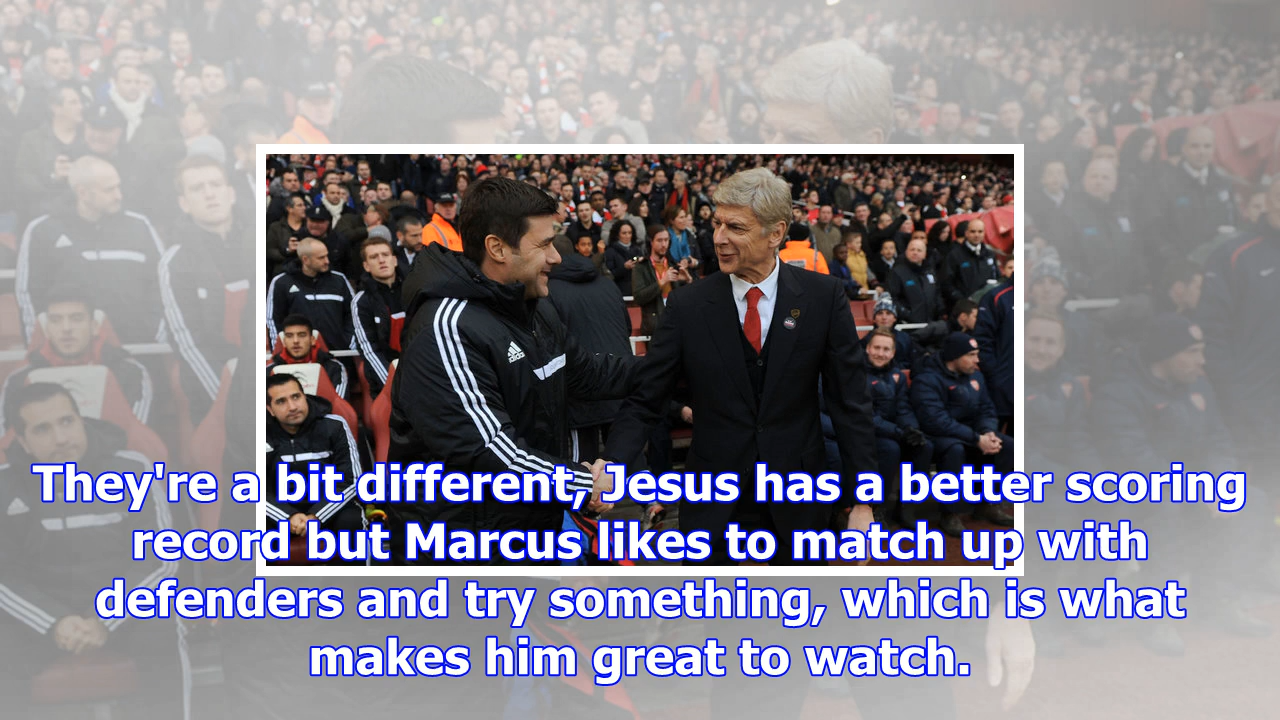 They're a bit different, Jesus has a better scoring
record but Marcus likes to match up with
defenders and try something, which is what
makes him great to watch.